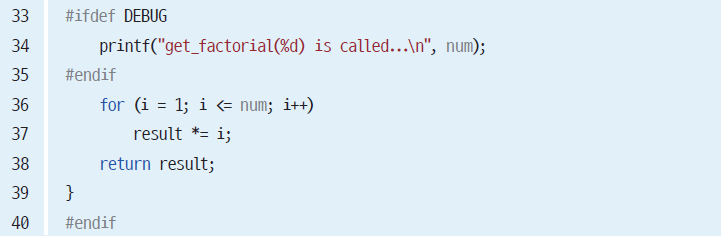 33 #ifdef DEBUG
34 printf("get_factorial(%d) is called...\n", num);
35 #endif
36 for (i = 1; i <= num; i++)
37 result *= i;
38 return result;
39 }
40 #endif